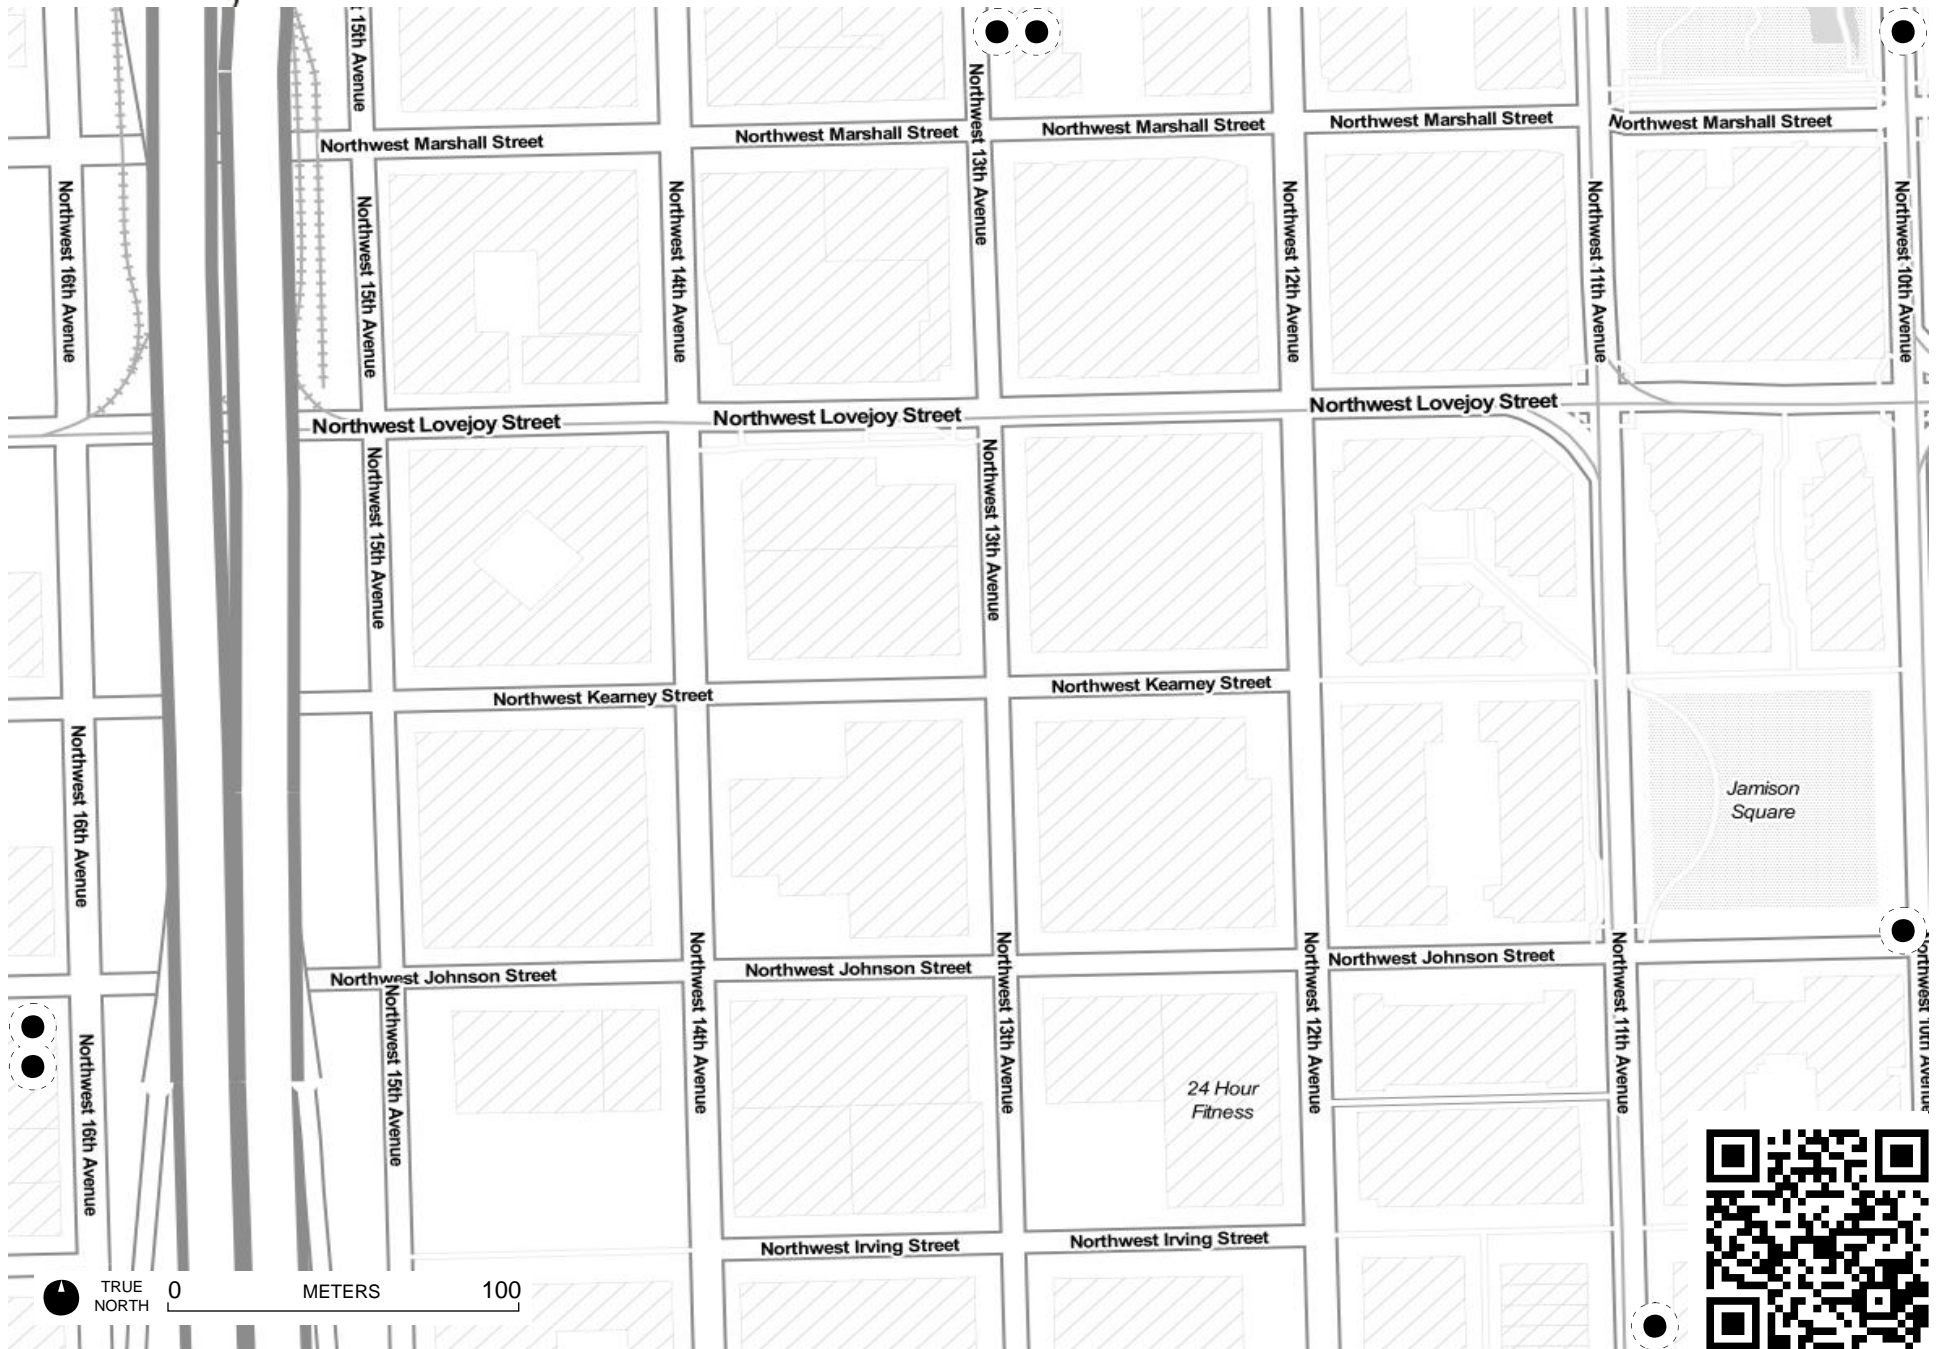 t 15th Avenue
Northwest 13th Avenue
Northwest Marshall Street
Northwest Marshall Street
Northwest Marshall Street
Northwest Marshall Street
Northwest Marshall Street
Northwest 16th Avenue
Northwest 15th Avenue
Northwest 14th Avenue
Northwest 12th Avenue
Northwest 11th Avenue
Northwest 10th Avenue
Northwest Lovejoy Street
Northwest Lovejoy Street
Northwest Lovejoy Street
Northwest 15th Avenue
Northwest 13th Avenue
Northwest Kearney Street
Northwest Kearney Street
Northwest 16th Avenue
Jamison
Square
Northwest Johnson Street
Northwest Johnson Street
Northwest Johnson Street
Northwest 15th Avenue
Northwest 14th Avenue
Northwest 13th Avenue
Northwest 12th Avenue
Northwest 11th Avenue
Northwest 10th Avenue
Northwest 16th Avenue
24 Hour
Fitness
Northwest Irving Street
Northwest Irving Street
TRUE
NORTH
0 METERS 100